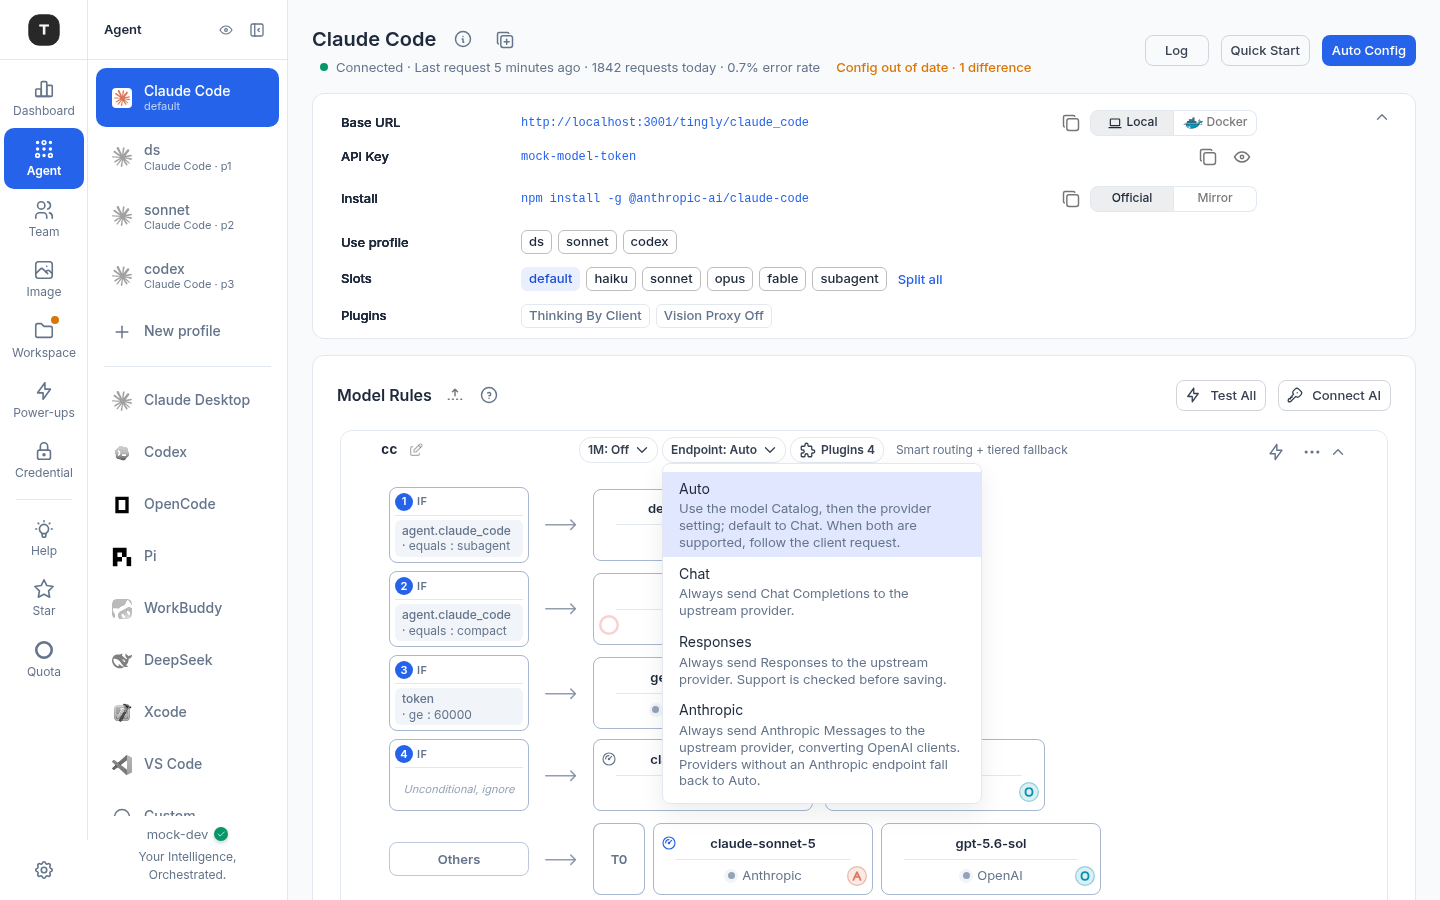 T
Dashboard
Agent
Team
Image
Workspace
Power-ups
Credential
Help
Star
Quota
Agent
Claude Code
default
ds
Claude Code · p1
sonnet
Claude Code · p2
codex
Claude Code · p3
New profile
Claude Desktop
Codex
OpenCode
Pi
WorkBuddy
DeepSeek
Xcode
VS Code
Custom
mock-dev
Your Intelligence,
Orchestrated.
Claude Code
Connected · Last request 5 minutes ago · 1842 requests today · 0.7% error rate Config out of date · 1 difference
Log Quick Start Auto Config
Base URL http://localhost:3001/tingly/claude_code Local Docker
API Key mock-model-token
Install npm install -g @anthropic-ai/claude-code Official Mirror
Use profile ds sonnet codex
Slots default haiku sonnet opus fable subagent Split all
Plugins Thinking By Client Vision Proxy Off
Model Rules Test All Connect AI
cc 1M: Off Endpoint: Auto Plugins 4 Smart routing + tiered fallback
1 IF
agent.claude_code
· equals : subagent
2 IF
agent.claude_code
· equals : compact
3 IF
token
· ge : 60000
4 IF
Unconditional, ignore
O
Auto
Use the model Catalog, then the provider
setting; default to Chat. When both are
supported, follow the client request.
Chat
Always send Chat Completions to the
upstream provider.
Responses
Always send Responses to the upstream
provider. Support is checked before saving.
Anthropic
Always send Anthropic Messages to the
upstream provider, converting OpenAI clients.
Providers without an Anthropic endpoint fall
back to Auto.
Others T0 claude-sonnet-5 gpt-5.6-sol
Anthropic A OpenAI O